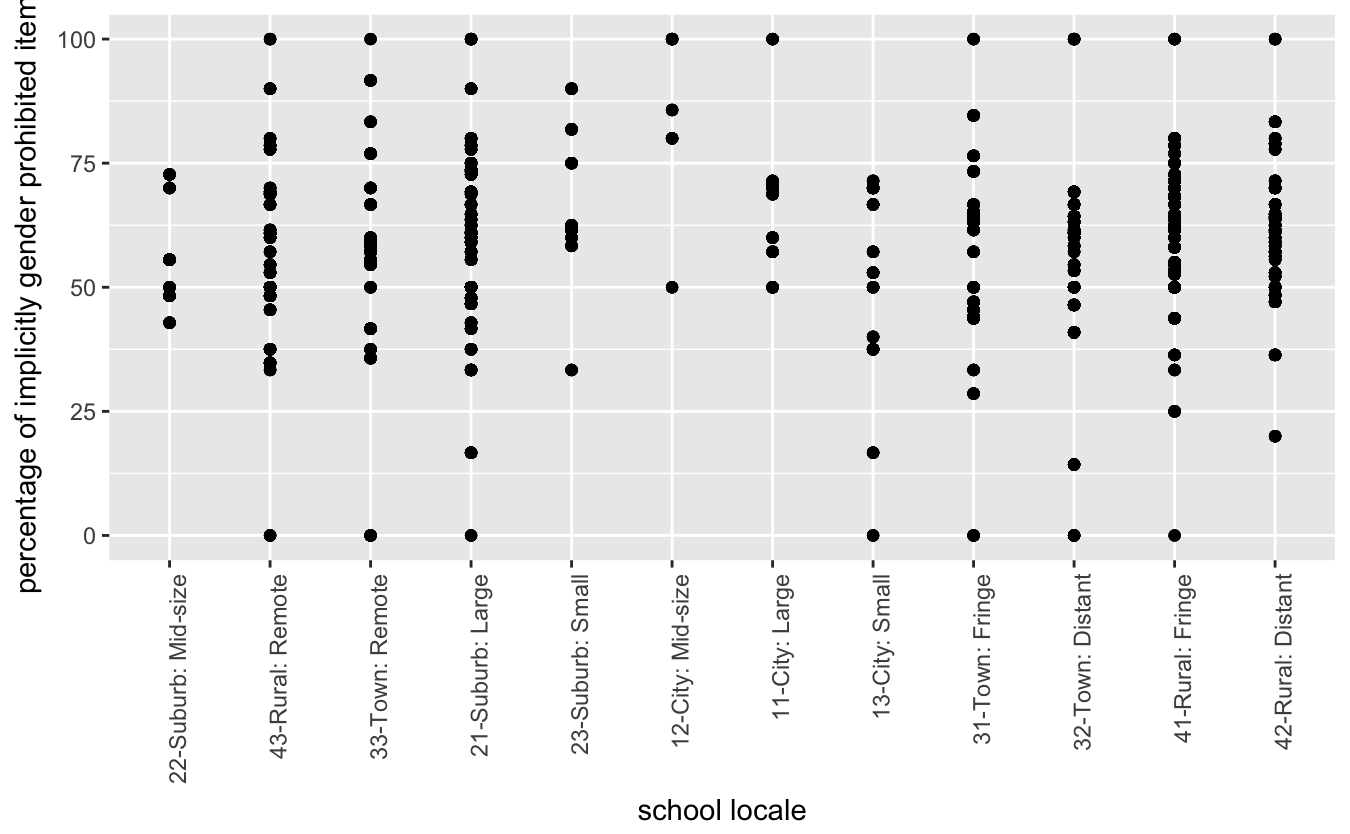 percentage of implicitly gender prohibited item
100
75
50
25
0
22-Suburb: Mid-size
43-Rural: Remote
33-Town: Remote
21-Suburb: Large
23-Suburb: Small
12-City: Mid-size
11-City: Large
13-City: Small
31-Town: Fringe
32-Town: Distant
41-Rural: Fringe
42-Rural: Distant
school locale